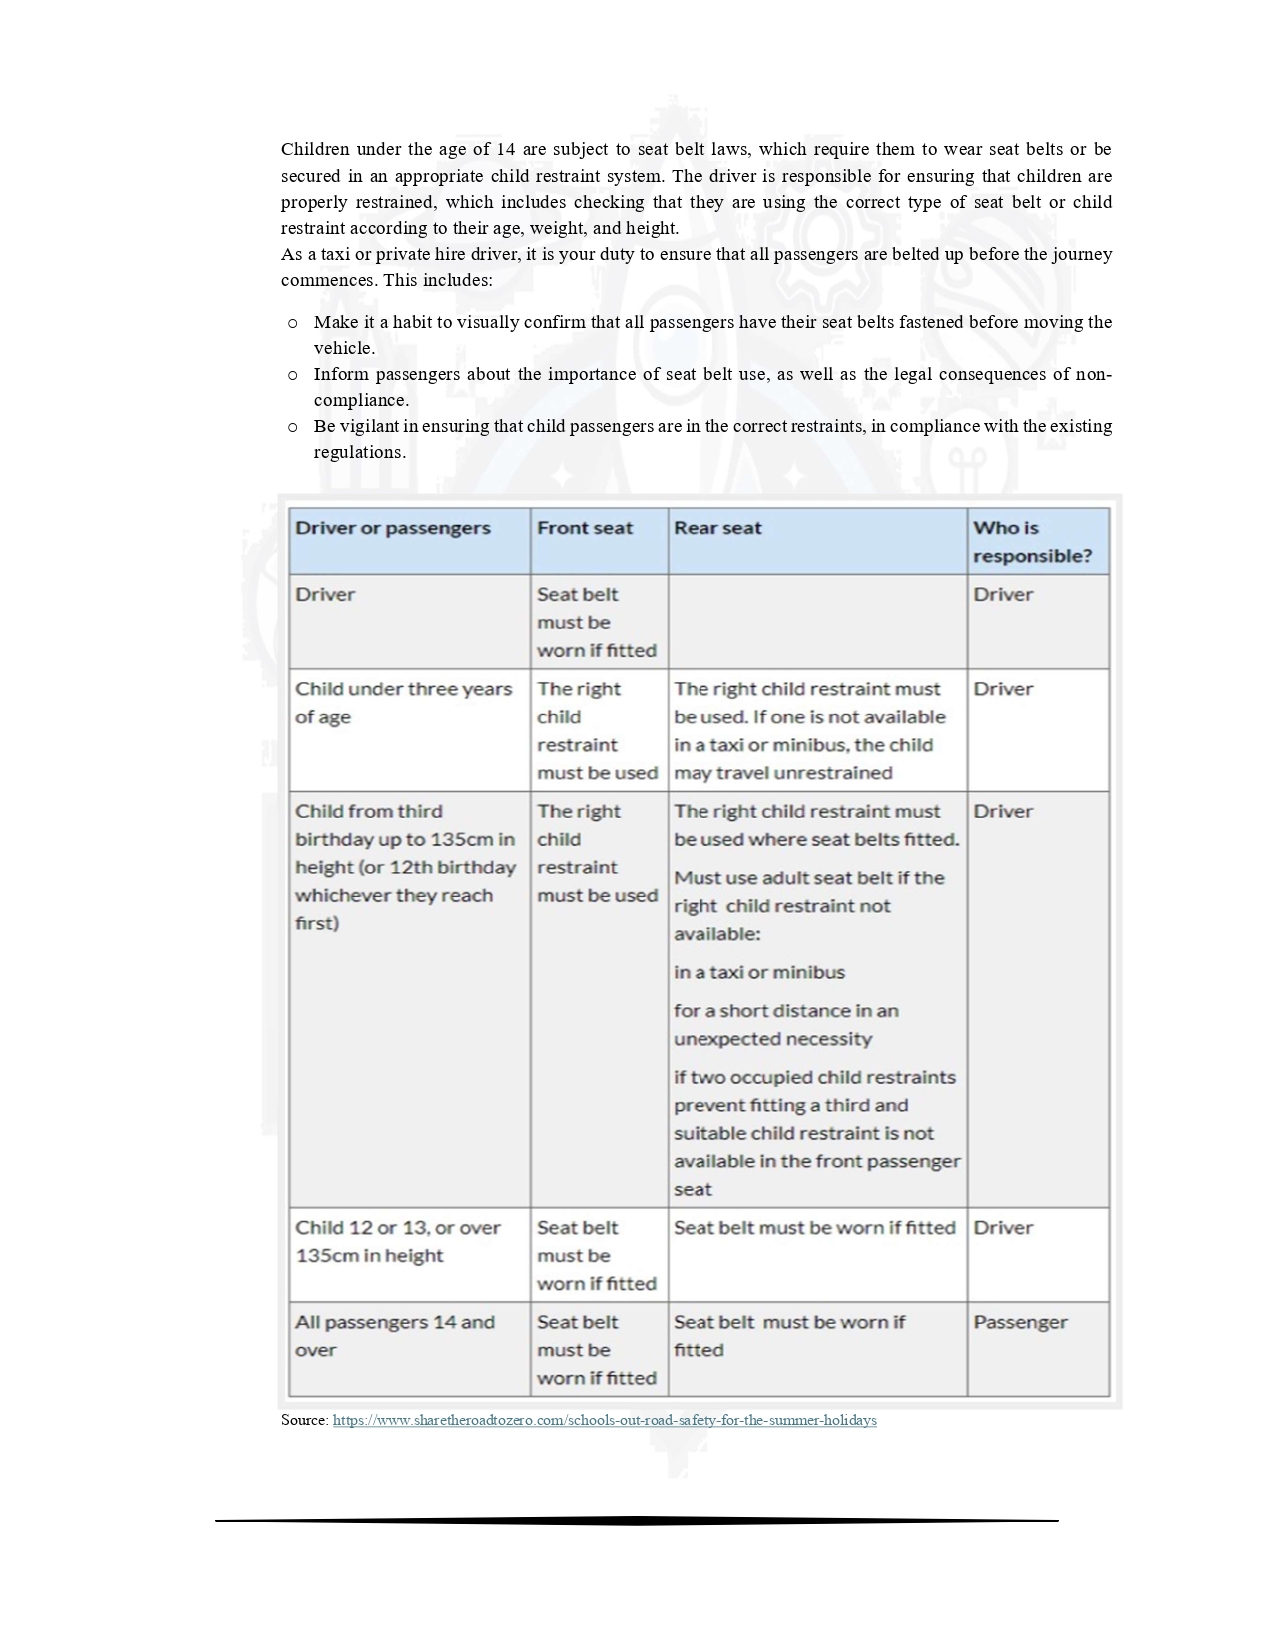 Children under the age of 14 are subject to seat belt laws, which require them to wear seat belts or be
secured in an appropriate child restraint system. The driver is responsible for ensuring that children are
properly restrained, which includes checking that they are using the correct type of seat belt or child
restraint according to their age, weight, and height.
As a taxi or private hire driver, it is your duty to ensure that all passengers are belted up before the journey
commences. This includes:
o Make it a habit to visually confirm that all passengers have their seat belts fastened before moving the
vehicle.
o Inform passengers about the importance of seat belt use, as well as the legal consequences of non-
compliance.
o Be vigilant in ensuring that child passengers are in the correct restraints, in compliance with the existing
regulations.
Driver or passengers
Front seat
Rear seat
Who is
responsible?
Driver
Seat belt
must be
worn if fitted
Driver
Child under three years
of age
The right
child
restraint
must be used
The right child restraint must
be used. If one is not available
in a taxi or minibus, the child
may travel unrestrained
Driver
Child from third
birthday up to 135cm in
height (or 12th birthday
whichever they reach
first)
The right
child
restraint
must be used
The right child restraint must
be used where seat belts fitted.
Must use adult seat belt if the
right child restraint not
available:
in a taxi or minibus
for a short distance in an
unexpected necessity
if two occupied child restraints
prevent fitting a third and
suitable child restraint is not
available in the front passenger
seat
Driver
Child 12 or 13, or over
135cm in height
Seat belt
must be
worn if fitted
Seat belt must be worn if fitted
Driver
All passengers 14 and
over
Seat belt
must be
worn if fitted
Seat belt must be worn if
fitted
Passenger
Source: https://www.sharetheroadtozero.com/schools-out-road-safety-for-the-summer-holidays